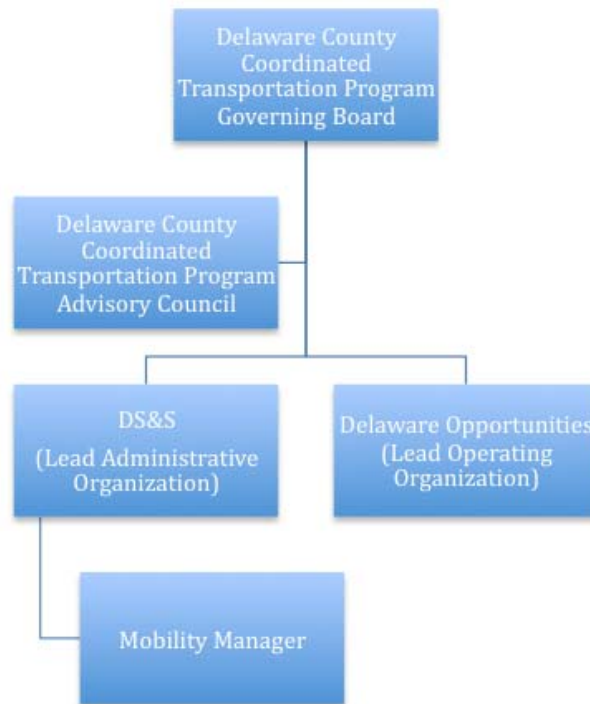 Delaware County
Coordinated
Transportation Program
Governing Board
Delaware County
Coordinated
Transportation Program
Advisory Council
DS&S
(Lead Administrative
Organization)
Delaware Opportunities
(Lead Operating
Organization)
Mobility Manager